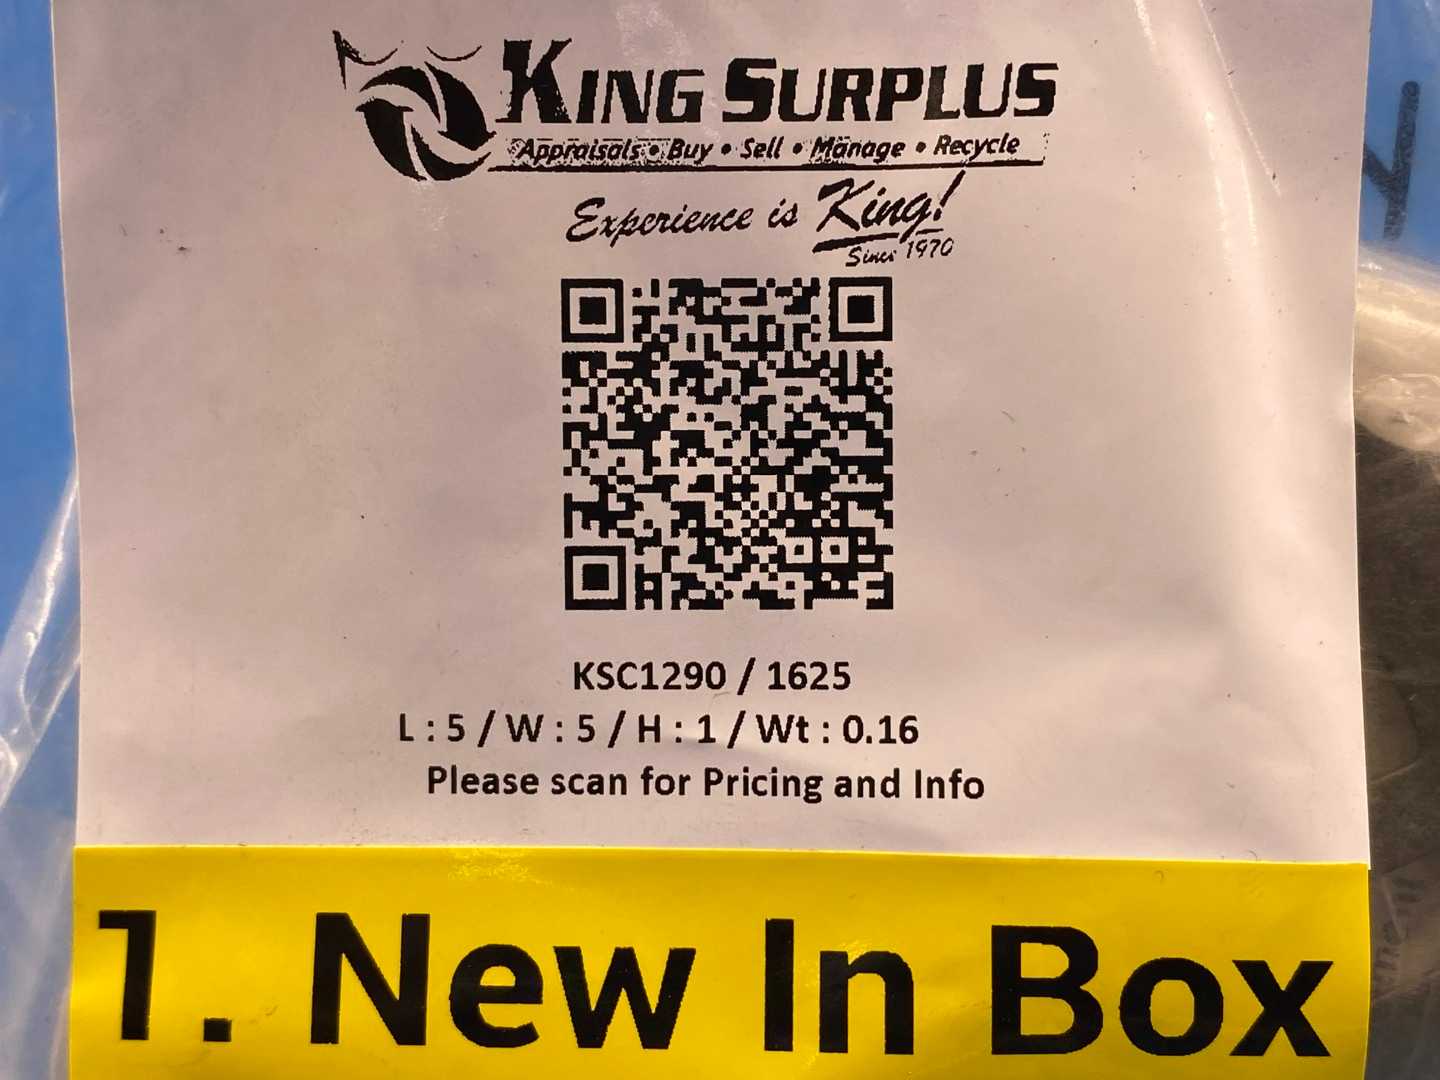 KING SURPLUS
Appraisals • Buy • Sell • Manage • Recycle
Experience is King!
Since 1970
KSC1290 / 1625
L : 5 / W : 5 / H : 1 / Wt : 0.16
Please scan for Pricing and Info
1. New In Box